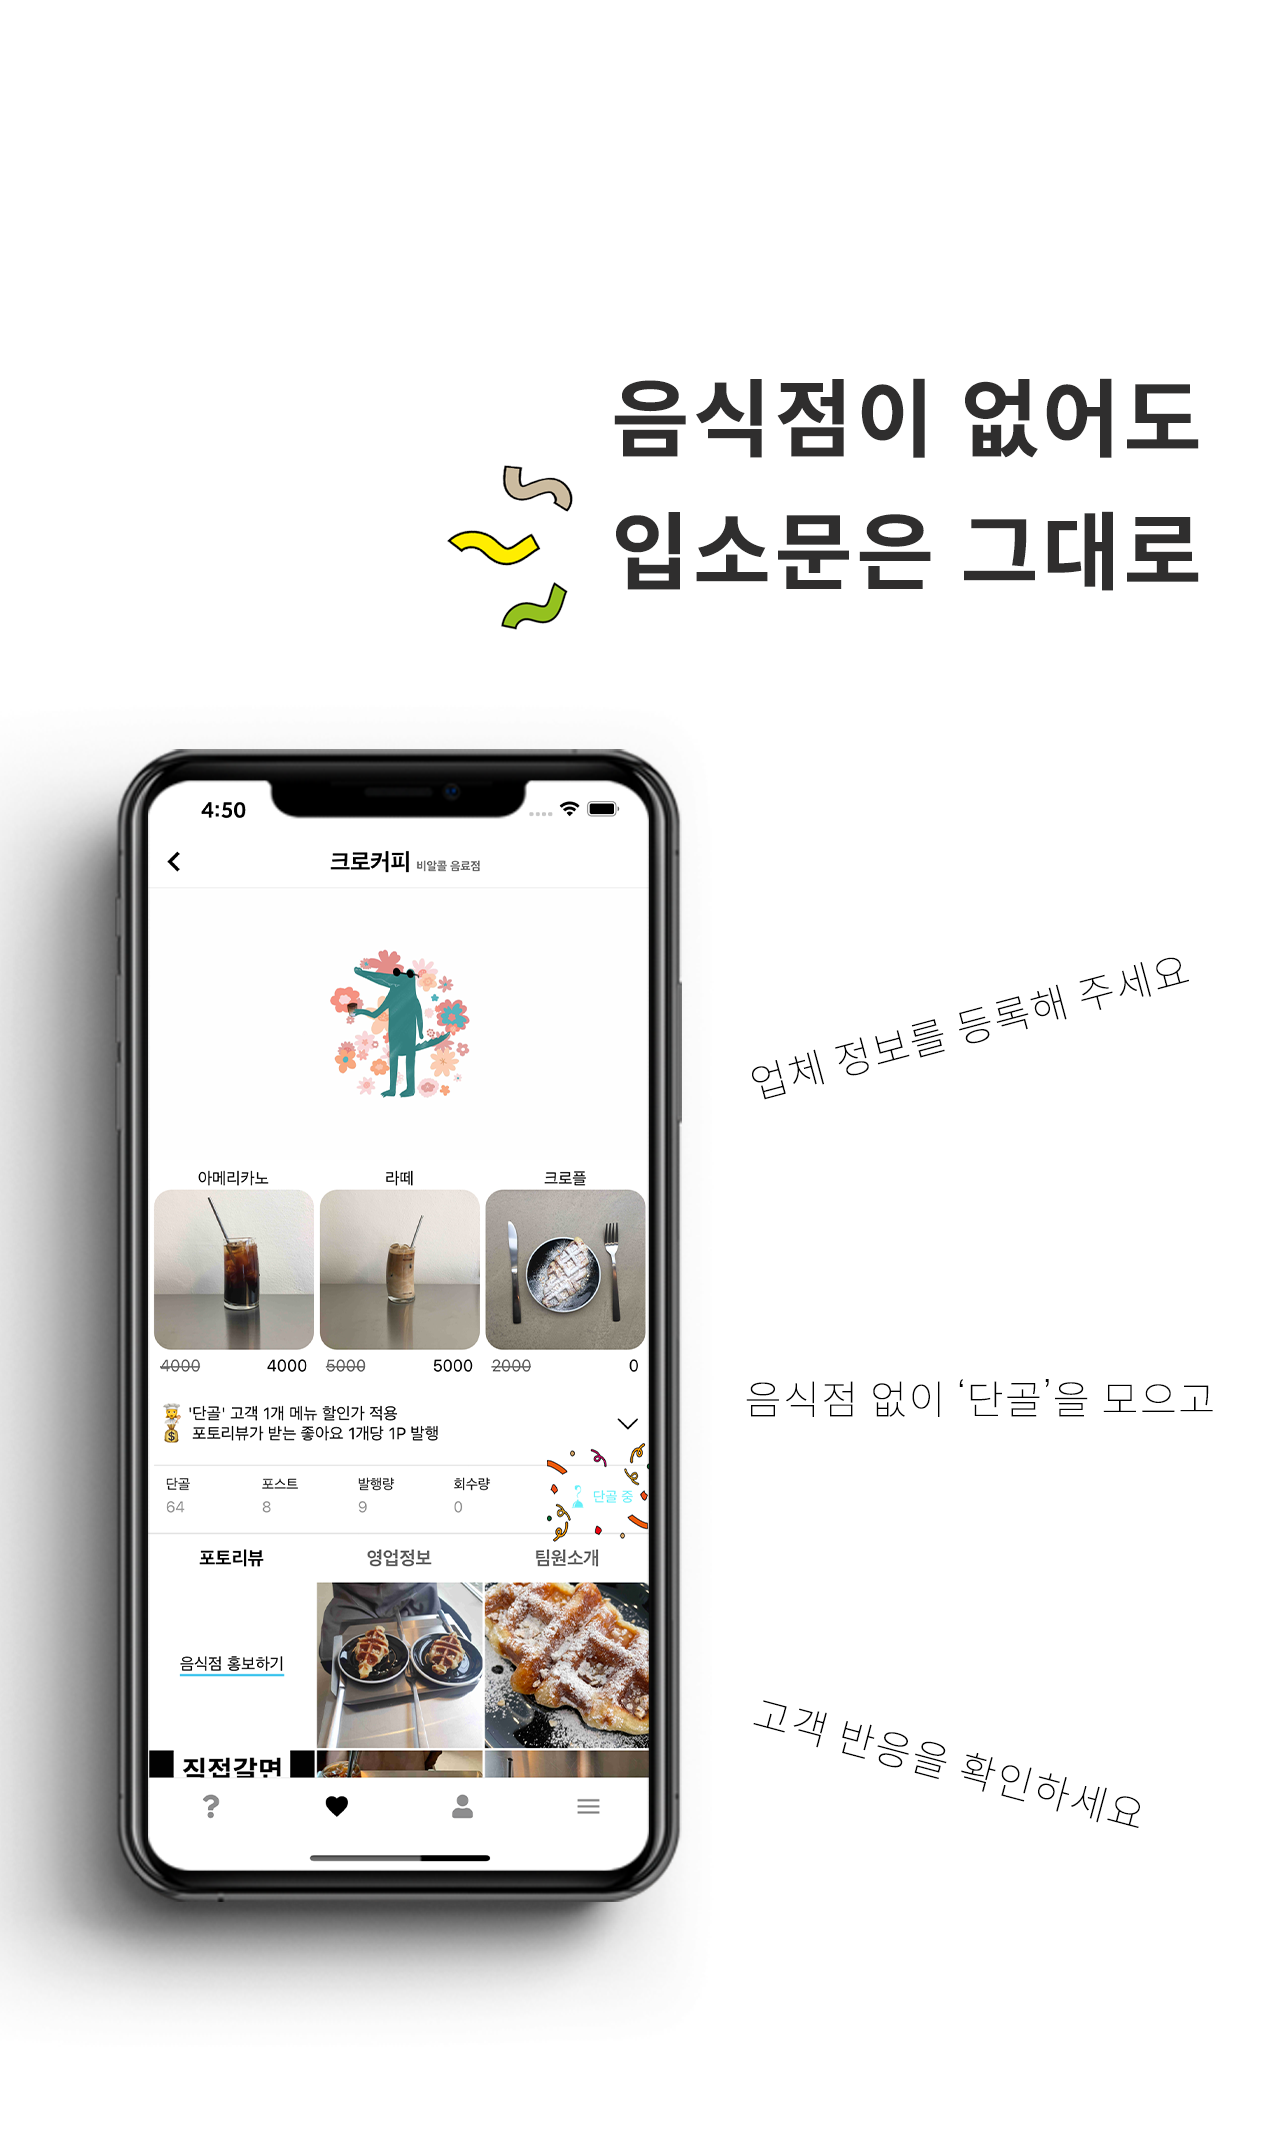 음식점이 없어도
입소문은 그대로
4:50
크로커피 비알콜 음료점
아메리카노 라떼 크로플
4000 4000 5000 5000 2000 0
'단골' 고객 1개 메뉴 할인가 적용
포토리뷰가 받는 좋아요 1개당 1P 발행
단골 포스트 발행량 회수량
64 8 9 0
단골 중
포토리뷰 영업정보 팀원소개
음식점 홍보하기
직접갈면
업체 정보를 등록해 주세요
음식점 없이 ‘단골’을 모으고
고객 반응을 확인하세요